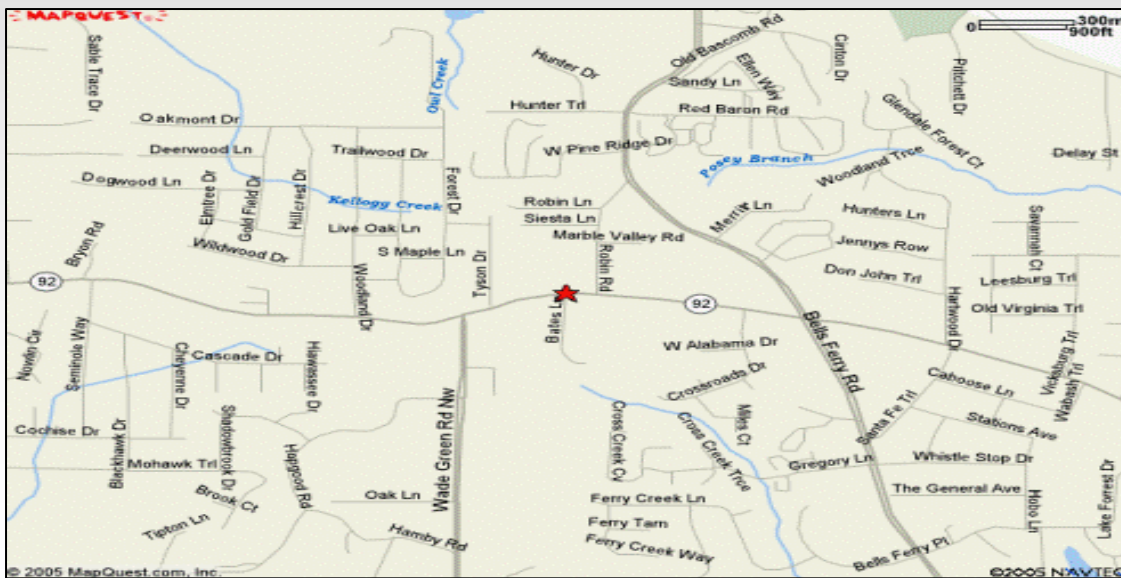 MAPQUEST
300m
0
900ft
Sable Trace Dr
Owl Creek
Hunter Dr
Old Bascomb Rd
Clinton Dr
Pitchett Dr
Sandy Ln
Ellen Way
Hunter Trl
Red Baron Rd
Glendale Forest Ct
Oakmont Dr
Deerwood Ln
Trailwood Dr
W Pine Ridge Dr
Posey Branch
Woodland Trce
Delay St
Dogwood Ln
Elmtree Dr
Gold Field Dr
Hillcrest Dr
Kellogg Creek
Forest Dr
Robin Ln
Siesta Ln
Merritt Ln
Hunters Ln
Savannah Ct
Bryon Rd
Wildwood Dr
Live Oak Ln
S Maple Ln
Marble Valley Rd
Jennys Row
Tyson Dr
Robin Rd
Don John Trl
Leesburg Trl
92
Woodland Dr
92
Hartwood Dr
Old Virginia Trl
Bates Ln
Bells Ferry Rd
Nowlin Cir
Seminole Way
Cheyenne Dr
Cascade Dr
Hiawassee Dr
W Alabama Dr
Crossroads Dr
Cahoose Ln
Vicksburg Trl
Wabash Trl
Santa Fe Trl
Stations Ave
Cochise Dr
Blackhawk Dr
Shadowbrook Dr
Hapgood Rd
Wade Green Rd Nw
Cross Creek Cv
Cross Creek Trce
Miles Ct
Mohawk Trl
Gregory Ln
Whistle Stop Dr
Brook Ct
Oak Ln
Ferry Creek Ln
The General Ave
Hobo Ln
Lake Forrest Dr
Tipton Ln
Hamby Rd
Ferry Tarn
Ferry Creek Way
Bells Ferry Pl
© 2005 MapQuest.com, Inc.
©2005 NAVTEQ